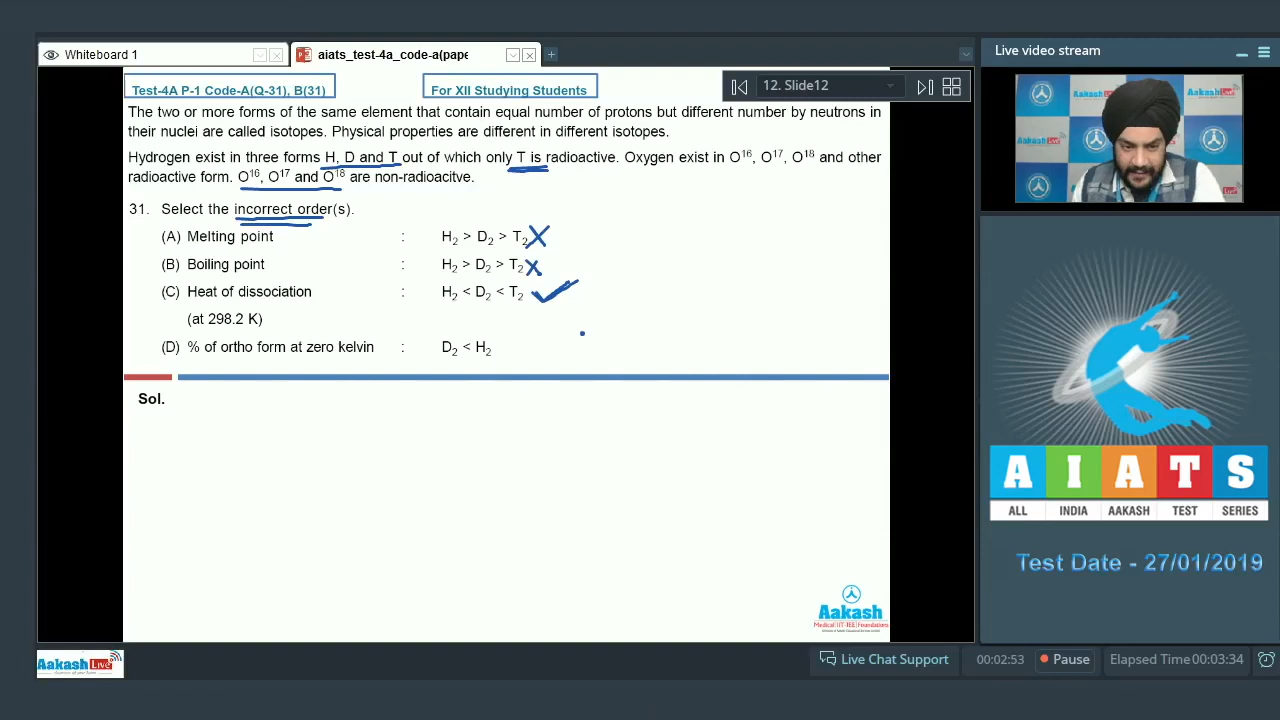 Whiteboard 1
aiats_test-4a_code-a(pape
Live video stream
Test-4A P-1 Code-A(Q-31), B(31)
For XII Studying Students
12. Slide12
The two or more forms of the same element that contain equal number of protons but different number by neutrons in
their nuclei are called isotopes. Physical properties are different in different isotopes.
Hydrogen exist in three forms H, D and T out of which only T is radioactive. Oxygen exist in O¹⁶, O¹⁷, O¹⁸ and other
radioactive form. O¹⁶, O¹⁷ and O¹⁸ are non-radioacitve.
31. Select the incorrect order(s).
(A) Melting point : H₂ > D₂ > T₂
(B) Boiling point : H₂ > D₂ > T₂
(C) Heat of dissociation : H₂ < D₂ < T₂
(at 298.2 K)
(D) % of ortho form at zero kelvin : D₂ < H₂
Sol.
A I A T S
ALL INDIA AAKASH TEST SERIES
Test Date - 27/01/2019
Aakash
Medical|IIT-JEE|Foundations
Aakash Live
Live Chat Support
00:02:53
Pause
Elapsed Time 00:03:34